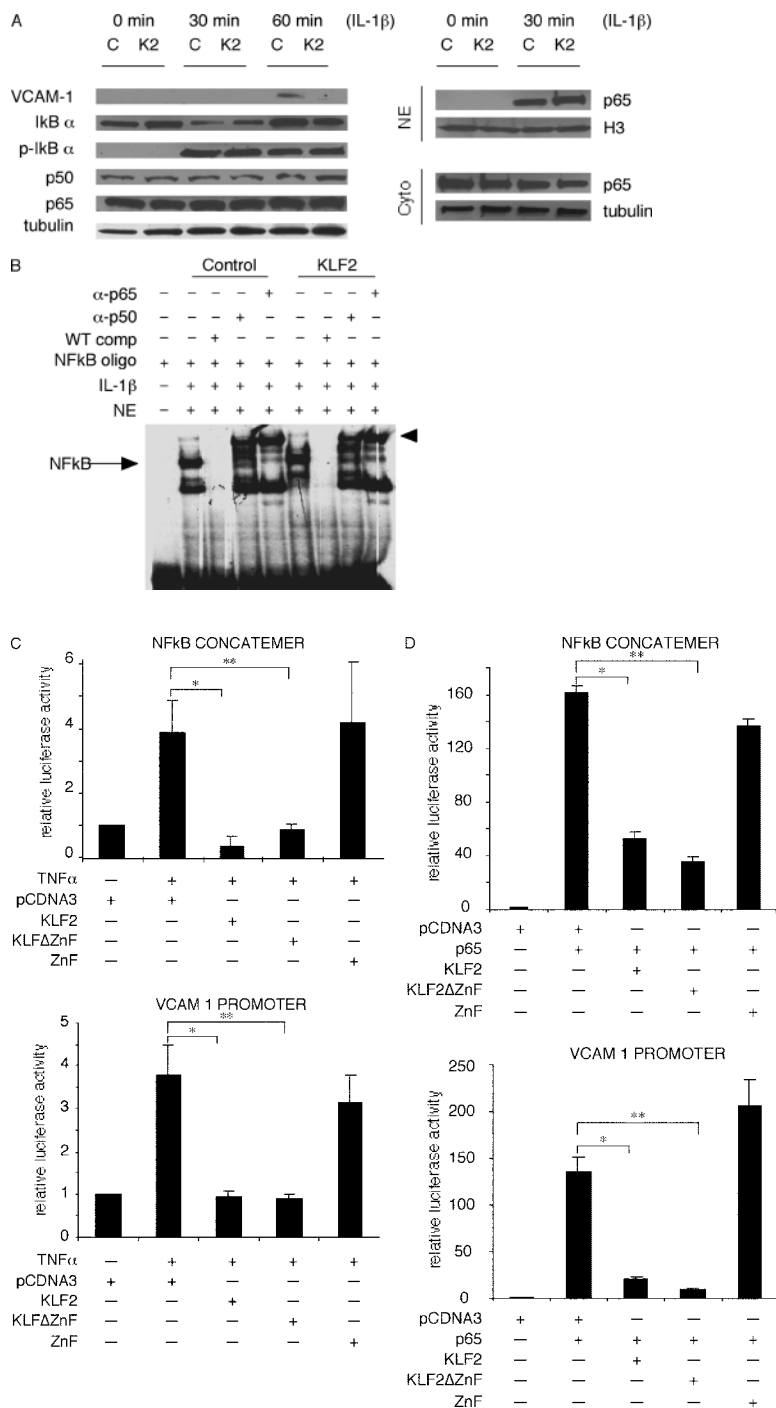 A
0 min 30 min 60 min (IL-1β)
C K2 C K2 C K2
VCAM-1
IkB α
p-IkB α
p50
p65
tubulin
0 min 30 min (IL-1β)
C K2 C K2
NE
p65
H3
Cyto
p65
tubulin
B
Control KLF2
α-p65 – – – – + – – – +
α-p50 – – – + – – – + –
WT comp – – + – – – + – –
NFkB oligo + + + + + + + + +
IL-1β – + + + + + + + +
NE – + + + + + + + +
NFkB
C
NFkB CONCATEMER
relative luciferase activity
6
4
2
0
* **
TNFα — + + + +
pCDNA3 + + — — —
KLF2 — — + — —
KLFΔZnF — — — + —
ZnF — — — — +
VCAM 1 PROMOTER
relative luciferase activity
5
4
3
2
1
0
* **
TNFα — + + + +
pCDNA3 + + — — —
KLF2 — — + — —
KLFΔZnF — — — + —
ZnF — — — — +
D
NFkB CONCATEMER
relative luciferase activity
160
120
80
40
0
* **
pCDNA3 + + — — —
p65 — + + + +
KLF2 — — + — —
KLF2ΔZnF — — — + —
ZnF — — — — +
VCAM 1 PROMOTER
relative luciferase activity
250
200
150
100
50
0
* **
pCDNA3 + + — — —
p65 — + + + +
KLF2 — — + — —
KLF2ΔZnF — — — + —
ZnF — — — — +